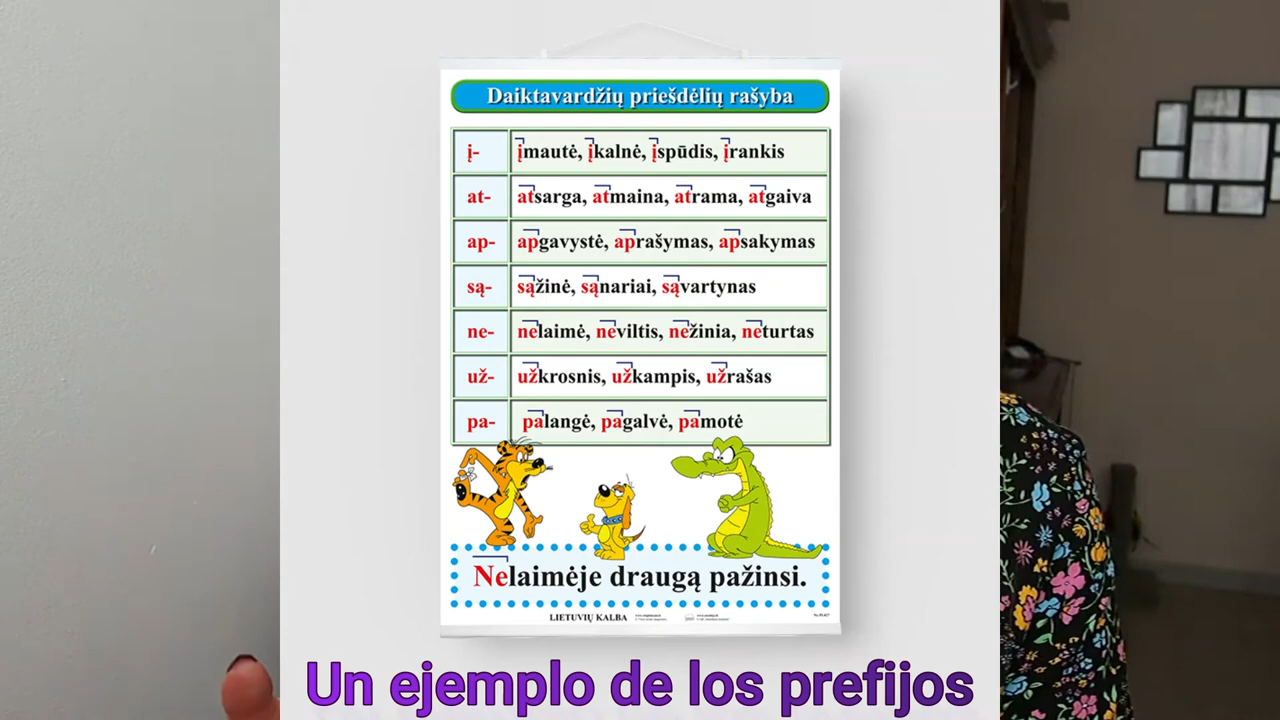 Daiktavardžių priešdėlių rašyba
į- įmautė, įkalnė, įspūdis, įrankis
at- atsarga, atmaina, atrama, atgaiva
ap- apgavystė, aprašymas, apsakymas
są- sąžinė, sąnariai, sąvartynas
ne- nelaimė, neviltis, nežinia, neturtas
už- užkrosnis, užkampis, užrašas
pa- palangė, pagalvė, pamotė
Nelaimėje draugą pažinsi.
LIETUVIŲ KALBA
Un ejemplo de los prefijos